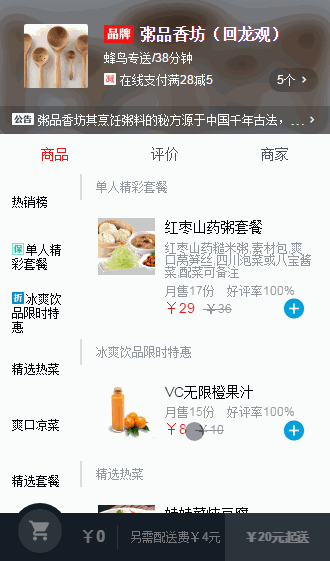 品牌 粥品香坊（回龙观）
蜂鸟专送/38分钟
减 在线支付满28减5
5个 >
公告 粥品香坊其烹饪粥料的秘方源于中国千年古法，... >
商品 评价 商家
热销榜
保 单人精
彩套餐
折 冰爽饮
品限时特
惠
精选热菜
爽口凉菜
精选套餐
单人精彩套餐
红枣山药粥套餐
红枣山药糙米粥,素材包,爽
口莴笋丝,四川泡菜或八宝酱
菜,配菜可备注
月售17份 好评率100%
￥29 ￥36
冰爽饮品限时特惠
VC无限橙果汁
月售15份 好评率100%
￥8 ￥10
精选热菜
娃娃菜炖豆腐
￥0 另需配送费￥4元 ￥20元起送